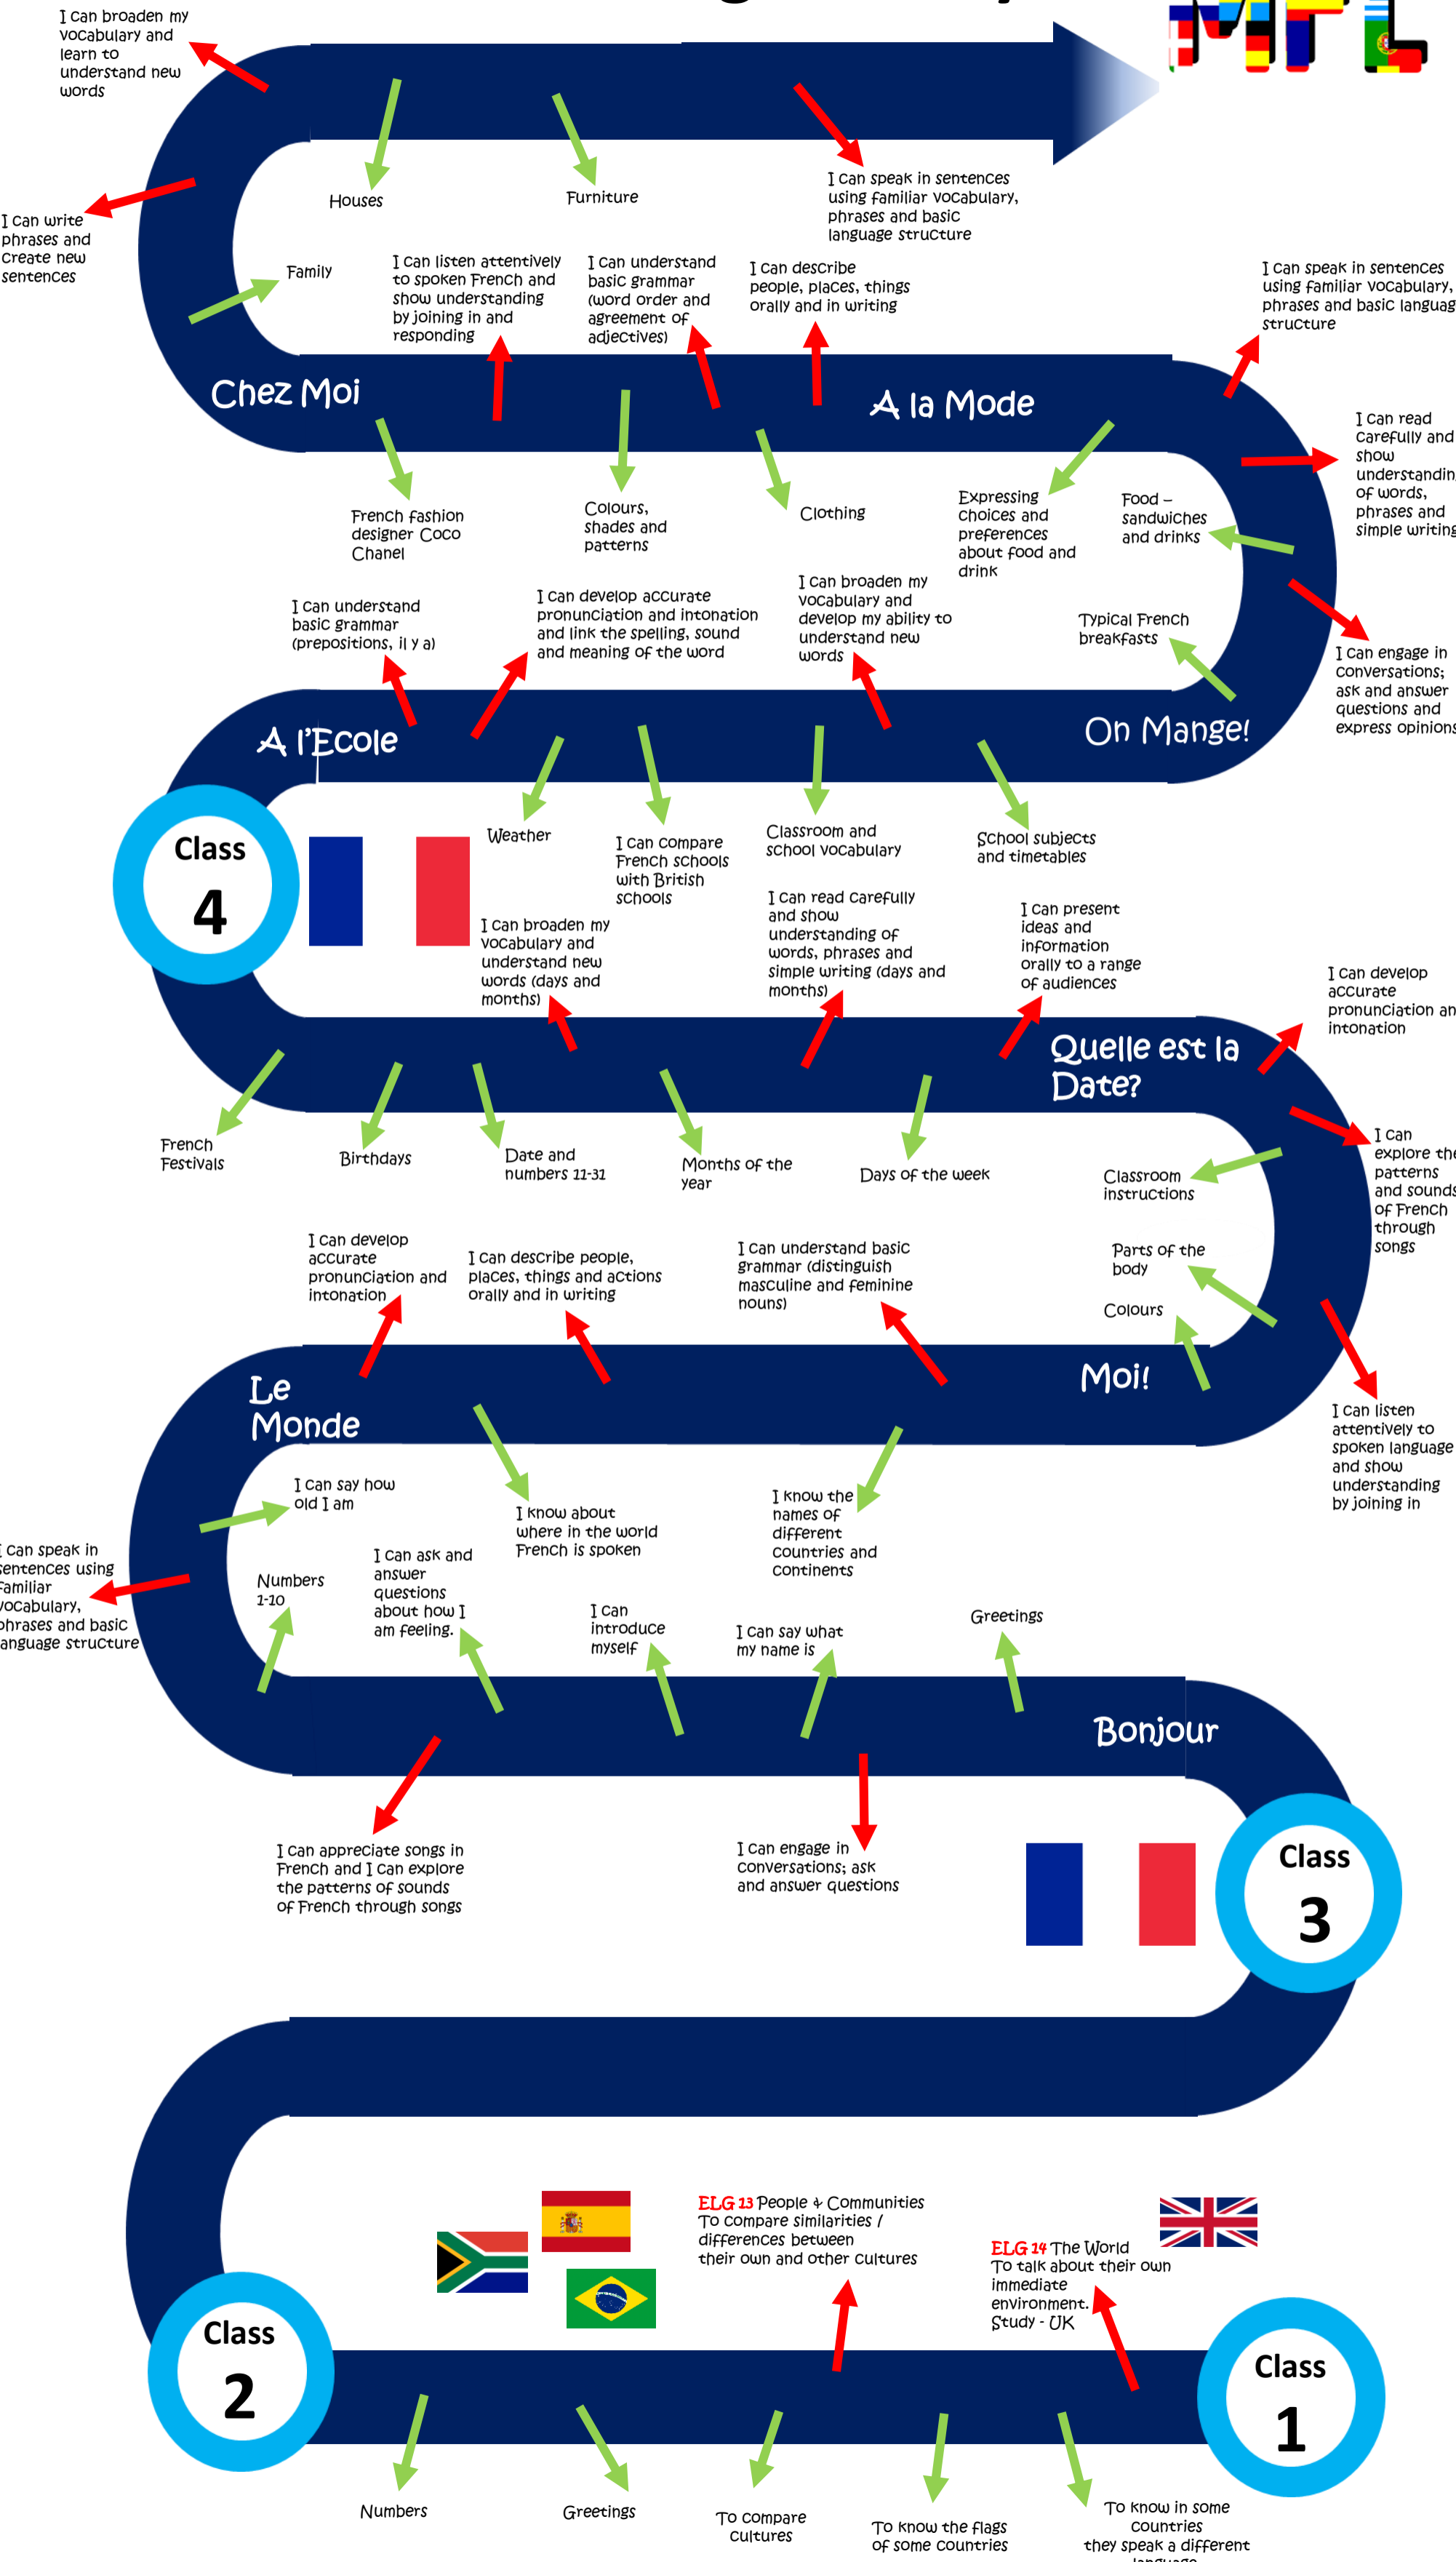 MFL
I can broaden my
vocabulary and
learn to
understand new
words
Houses
Furniture
I can speak in sentences
using familiar vocabulary,
phrases and basic
language structure
I can write
phrases and
create new
sentences
Family
I can listen attentively
to spoken French and
show understanding
by joining in and
responding
I can understand
basic grammar
(word order and
agreement of
adjectives)
I can describe
people, places, things
orally and in writing
I can speak in sentences
using familiar vocabulary,
phrases and basic languag
structure
Chez Moi
A la Mode
I can read
carefully and
show
understandin
of words,
phrases and
simple writing
French fashion
designer Coco
Chanel
Colours,
shades and
patterns
Clothing
Expressing
choices and
preferences
about food and
drink
Food –
sandwiches
and drinks
I can understand
basic grammar
(prepositions, il y a)
I can develop accurate
pronunciation and intonation
and link the spelling, sound
and meaning of the word
I can broaden my
vocabulary and
develop my ability to
understand new
words
Typical French
breakfasts
I can engage in
conversations;
ask and answer
questions and
express opinions
A l'Ecole
On Mange!
Class
4
Weather
I can compare
French schools
with British
schools
Classroom and
school vocabulary
School subjects
and timetables
I can broaden my
vocabulary and
understand new
words (days and
months)
I can read carefully
and show
understanding of
words, phrases and
simple writing (days and
months)
I can present
ideas and
information
orally to a range
of audiences
I can develop
accurate
pronunciation an
intonation
Quelle est la
Date?
French
Festivals
Birthdays
Date and
numbers 11-31
Months of the
year
Days of the week
Classroom
instructions
I can
explore the
patterns
and sounds
of French
through
songs
Parts of the
body
Colours
I can develop
accurate
pronunciation and
intonation
I can describe people,
places, things and actions
orally and in writing
I can understand basic
grammar (distinguish
masculine and feminine
nouns)
Le
Monde
Moi!
I can listen
attentively to
spoken language
and show
understanding
by joining in
I can say how
old I am
I know about
where in the world
French is spoken
I know the
names of
different
countries and
continents
I can speak in
sentences using
familiar
vocabulary,
phrases and basic
language structure
Numbers
1-10
I can ask and
answer
questions
about how I
am feeling.
I can
introduce
myself
I can say what
my name is
Greetings
Bonjour
I can appreciate songs in
French and I can explore
the patterns of sounds
of French through songs
I can engage in
conversations; ask
and answer questions
Class
3
ELG 13 People & Communities
To compare similarities /
differences between
their own and other cultures
ELG 14 The World
To talk about their own
immediate
environment.
Study - UK
Class
2
Class
1
Numbers
Greetings
To compare
cultures
To know the flags
of some countries
To know in some
countries
they speak a different
language